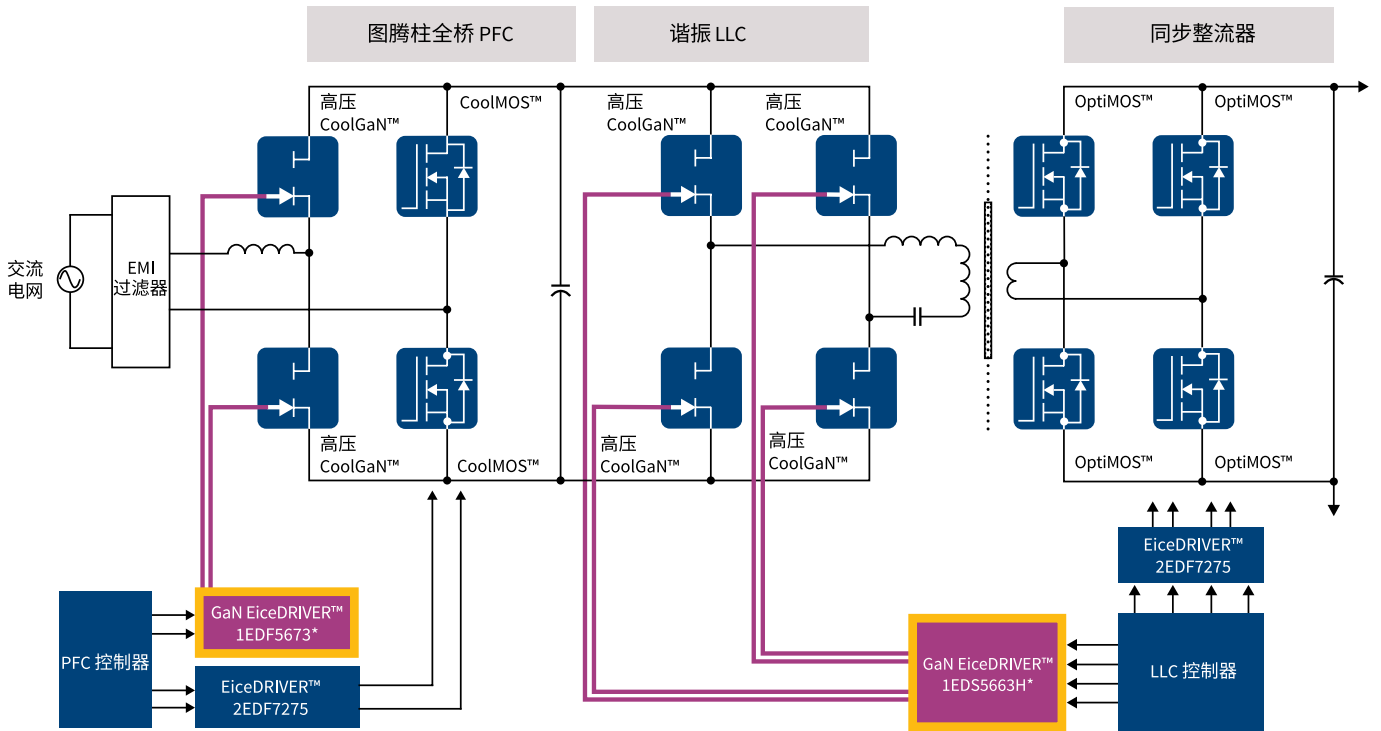 图腾柱全桥 PFC
谐振 LLC
同步整流器
高压
CoolGaN™
CoolMOS™
高压
CoolGaN™
高压
CoolGaN™
OptiMOS™
OptiMOS™
交流
电网
EMI
过滤器
高压
CoolGaN™
CoolMOS™
高压
CoolGaN™
高压
CoolGaN™
OptiMOS™
OptiMOS™
PFC 控制器
GaN EiceDRIVER™
1EDF5673*
EiceDRIVER™
2EDF7275
GaN EiceDRIVER™
1EDS5663H*
EiceDRIVER™
2EDF7275
LLC 控制器